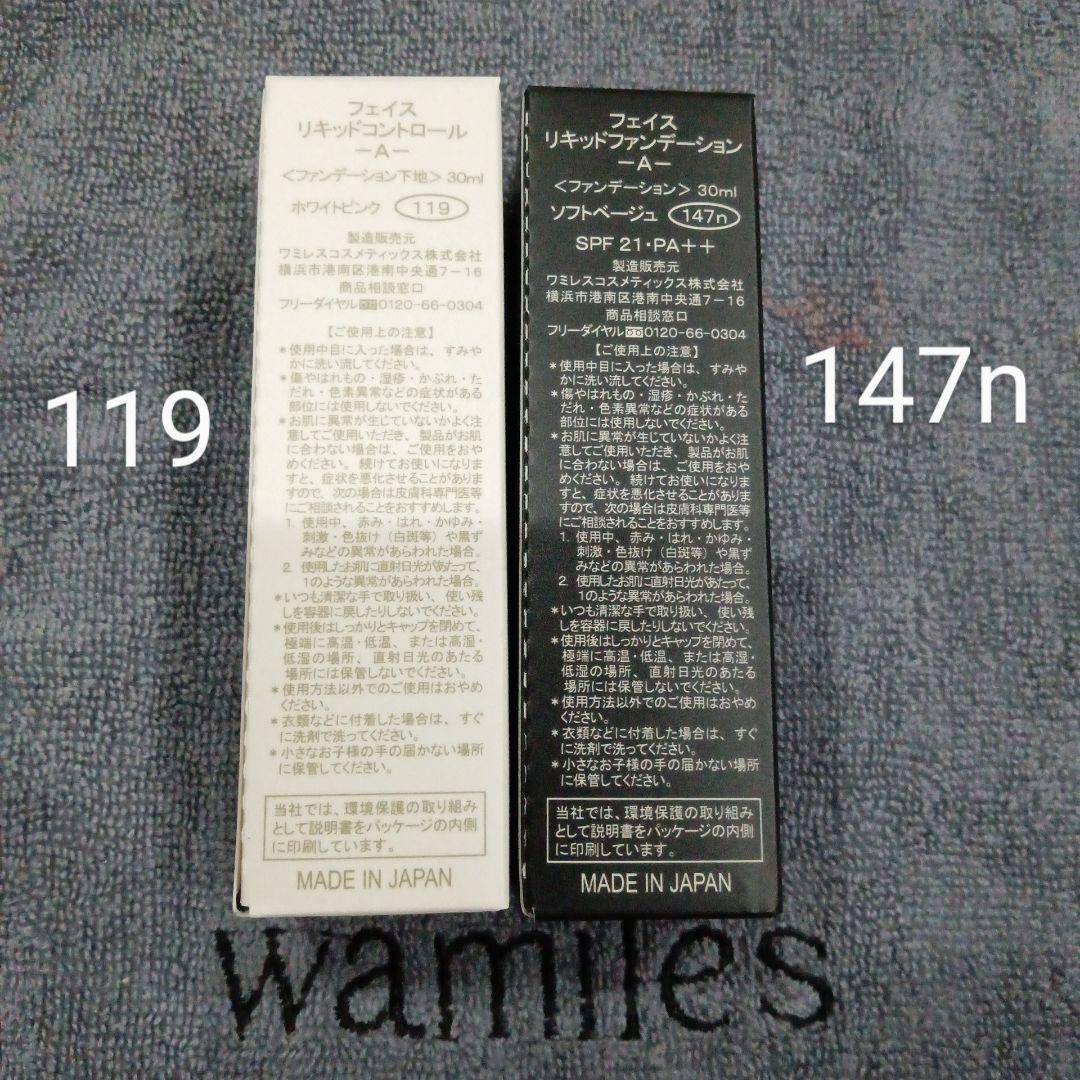 フェイス
リキッドコントロール
－A－
＜ファンデーション下地＞ 30ml
ホワイトピンク 119
製造販売元
ワミレスコスメティックス株式会社
横浜市港南区港南中央通7－16
商品相談窓口
フリーダイヤル 0120-66-0304
【ご使用上の注意】
＊使用中目に入った場合は、すみや
かに洗い流してください。
＊傷やはれもの・湿疹・かぶれ・た
だれ・色素異常などの症状がある
部位には使用しないでください。
＊お肌に異常が生じていないかよく注
意してご使用いただき、製品がお肌
に合わない場合は、ご使用をおや
めください。続けてお使いになりま
すと、症状を悪化させることがありま
すので、次の場合は皮膚科専門医等
にご相談されることをおすすめします。
1. 使用中、赤み・はれ・かゆみ・
刺激・色抜け（白斑等）や黒ず
みなどの異常があらわれた場合。
2. 使用したお肌に直射日光があたって、
1のような異常があらわれた場合。
＊いつも清潔な手で取り扱い、使い残
しを容器に戻したりしないでください。
＊使用後はしっかりとキャップを閉めて、
極端に高温・低温、または高湿・
低湿の場所、直射日光のあたる
場所には保管しないでください。
＊使用方法以外でのご使用はおやめ
ください。
＊衣類などに付着した場合は、すぐ
に洗剤で洗ってください。
＊小さなお子様の手の届かない場所
に保管してください。
当社では、環境保護の取り組み
として説明書をパッケージの内側
に印刷しています。
MADE IN JAPAN
フェイス
リキッドファンデーション
－A－
＜ファンデーション＞ 30ml
ソフトベージュ 147n
SPF 21・PA++
製造販売元
ワミレスコスメティックス株式会社
横浜市港南区港南中央通7－16
商品相談窓口
フリーダイヤル 0120-66-0304
【ご使用上の注意】
＊使用中目に入った場合は、すみや
かに洗い流してください。
＊傷やはれもの・湿疹・かぶれ・た
だれ・色素異常などの症状がある
部位には使用しないでください。
＊お肌に異常が生じていないかよく注
意してご使用いただき、製品がお肌
に合わない場合は、ご使用をおや
めください。続けてお使いになりま
すと、症状を悪化させることがありま
すので、次の場合は皮膚科専門医等
にご相談されることをおすすめします。
1. 使用中、赤み・はれ・かゆみ・
刺激・色抜け（白斑等）や黒ず
みなどの異常があらわれた場合。
2. 使用したお肌に直射日光があたって、
1のような異常があらわれた場合。
＊いつも清潔な手で取り扱い、使い残
しを容器に戻したりしないでください。
＊使用後はしっかりとキャップを閉めて、
極端に高温・低温、または高湿・
低湿の場所、直射日光のあたる
場所には保管しないでください。
＊使用方法以外でのご使用はおやめ
ください。
＊衣類などに付着した場合は、すぐ
に洗剤で洗ってください。
＊小さなお子様の手の届かない場所
に保管してください。
当社では、環境保護の取り組み
として説明書をパッケージの内側
に印刷しています。
MADE IN JAPAN
119
147n
wamiles